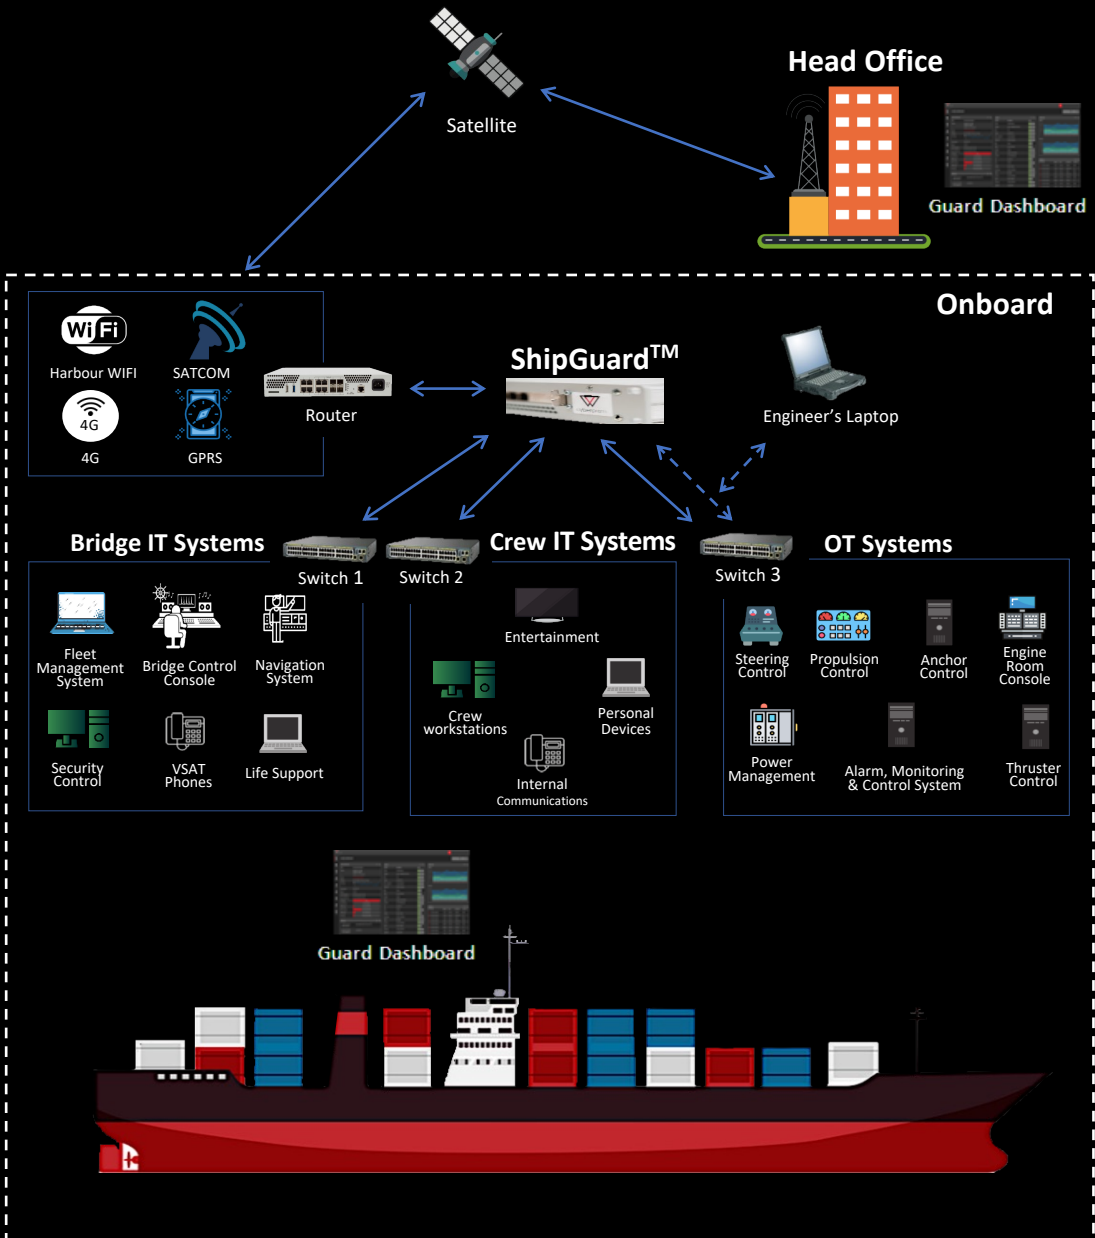 Satellite
Head Office
Guard Dashboard
Onboard
WiFi
Harbour WIFI
SATCOM
4G
4G
GPRS
Router
ShipGuard™
Engineer's Laptop
Bridge IT Systems
Switch 1
Switch 2
Crew IT Systems
Switch 3
OT Systems
Fleet
Management
System
Bridge Control
Console
Navigation
System
Security
Control
VSAT
Phones
Life Support
Entertainment
Crew
workstations
Personal
Devices
Internal
Communications
Steering
Control
Propulsion
Control
Anchor
Control
Engine
Room
Console
Power
Management
Alarm, Monitoring
& Control System
Thruster
Control
Guard Dashboard